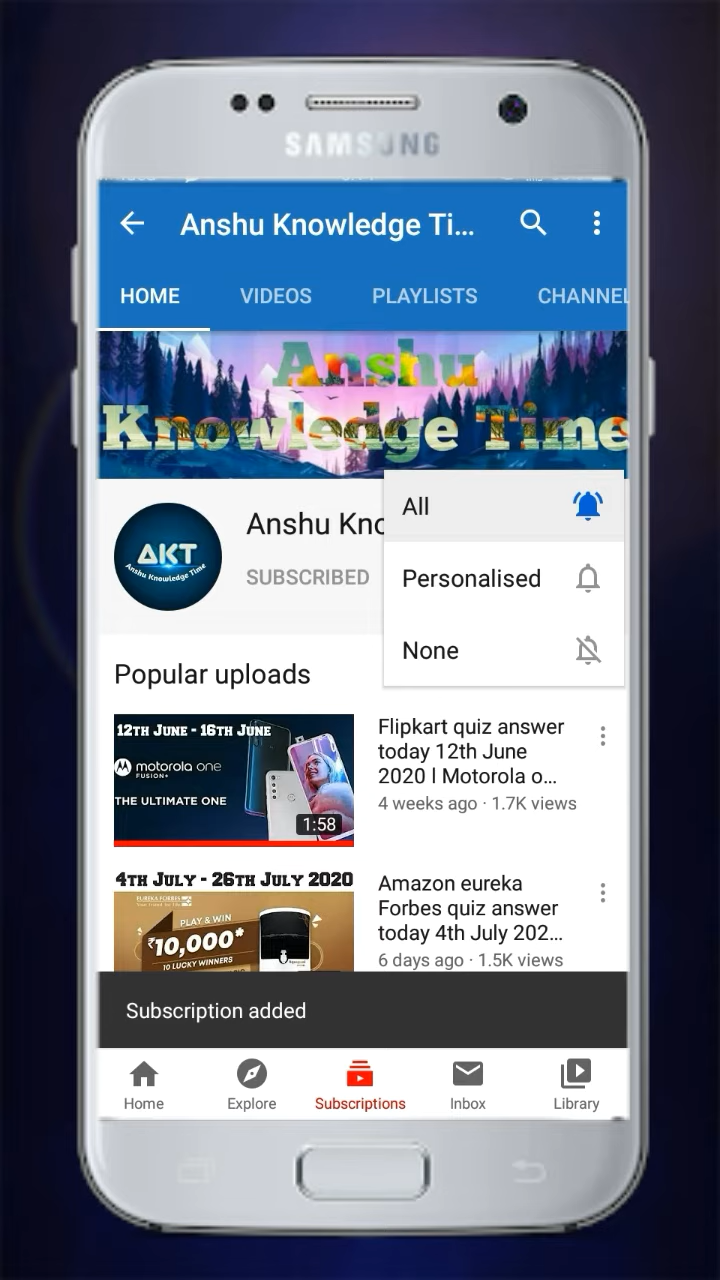 SAMSUNG
Anshu Knowledge Ti...
HOME
VIDEOS
PLAYLISTS
CHANNEL
Anshu
Knowledge Time
AKT
Anshu Knowledge Time
Anshu Kno
SUBSCRIBED
All
Personalised
None
Popular uploads
12TH JUNE - 16TH JUNE
motorola one
FUSION+
THE ULTIMATE ONE
1:58
Flipkart quiz answer
today 12th June
2020 l Motorola o...
4 weeks ago · 1.7K views
4TH JULY - 26TH JULY 2020
EUREKA FORBES
PLAY & WIN
₹10,000*
10 LUCKY WINNERS
Amazon eureka
Forbes quiz answer
today 4th July 202...
6 days ago · 1.5K views
Subscription added
Home
Explore
Subscriptions
Inbox
Library